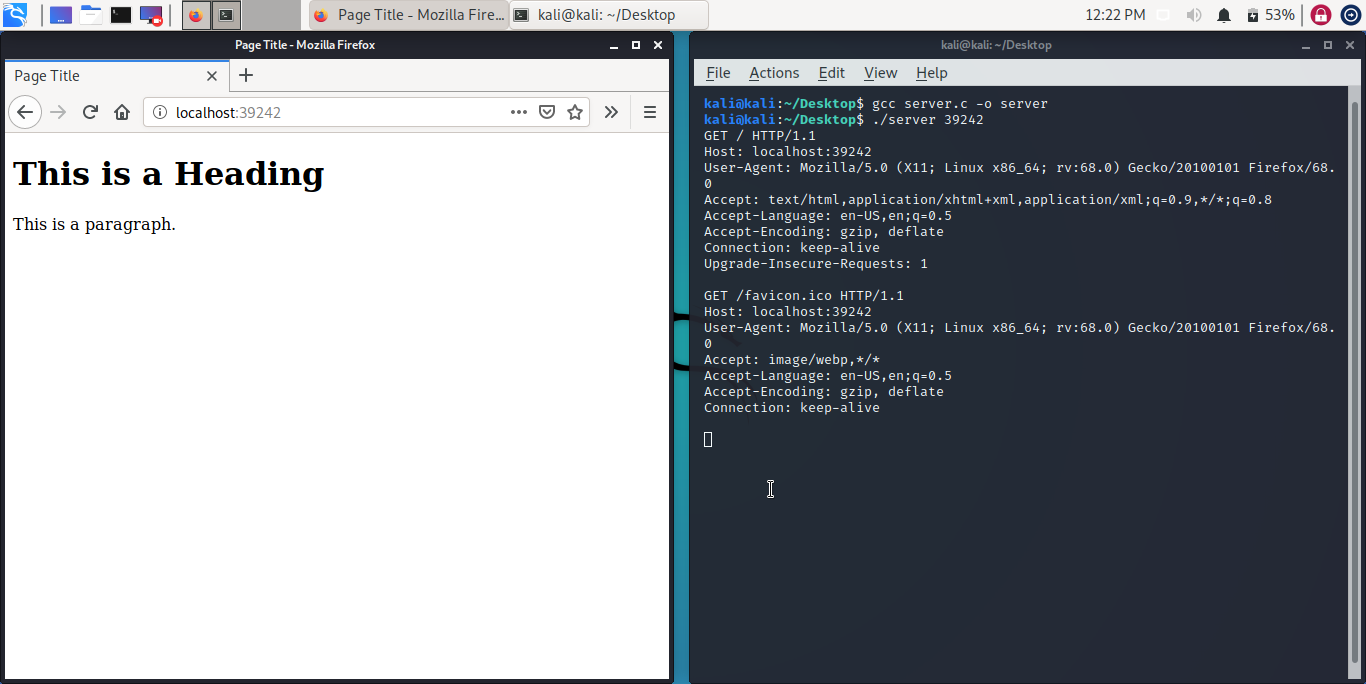 Page Title - Mozilla Fire...
kali@kali: ~/Desktop
12:22 PM
53%
Page Title - Mozilla Firefox
Page Title
localhost:39242
This is a Heading
This is a paragraph.
kali@kali: ~/Desktop
File Actions Edit View Help
kali@kali:~/Desktop$ gcc server.c -o server
kali@kali:~/Desktop$ ./server 39242
GET / HTTP/1.1
Host: localhost:39242
User-Agent: Mozilla/5.0 (X11; Linux x86_64; rv:68.0) Gecko/20100101 Firefox/68.
0
Accept: text/html,application/xhtml+xml,application/xml;q=0.9,*/*;q=0.8
Accept-Language: en-US,en;q=0.5
Accept-Encoding: gzip, deflate
Connection: keep-alive
Upgrade-Insecure-Requests: 1
GET /favicon.ico HTTP/1.1
Host: localhost:39242
User-Agent: Mozilla/5.0 (X11; Linux x86_64; rv:68.0) Gecko/20100101 Firefox/68.
0
Accept: image/webp,*/*
Accept-Language: en-US,en;q=0.5
Accept-Encoding: gzip, deflate
Connection: keep-alive